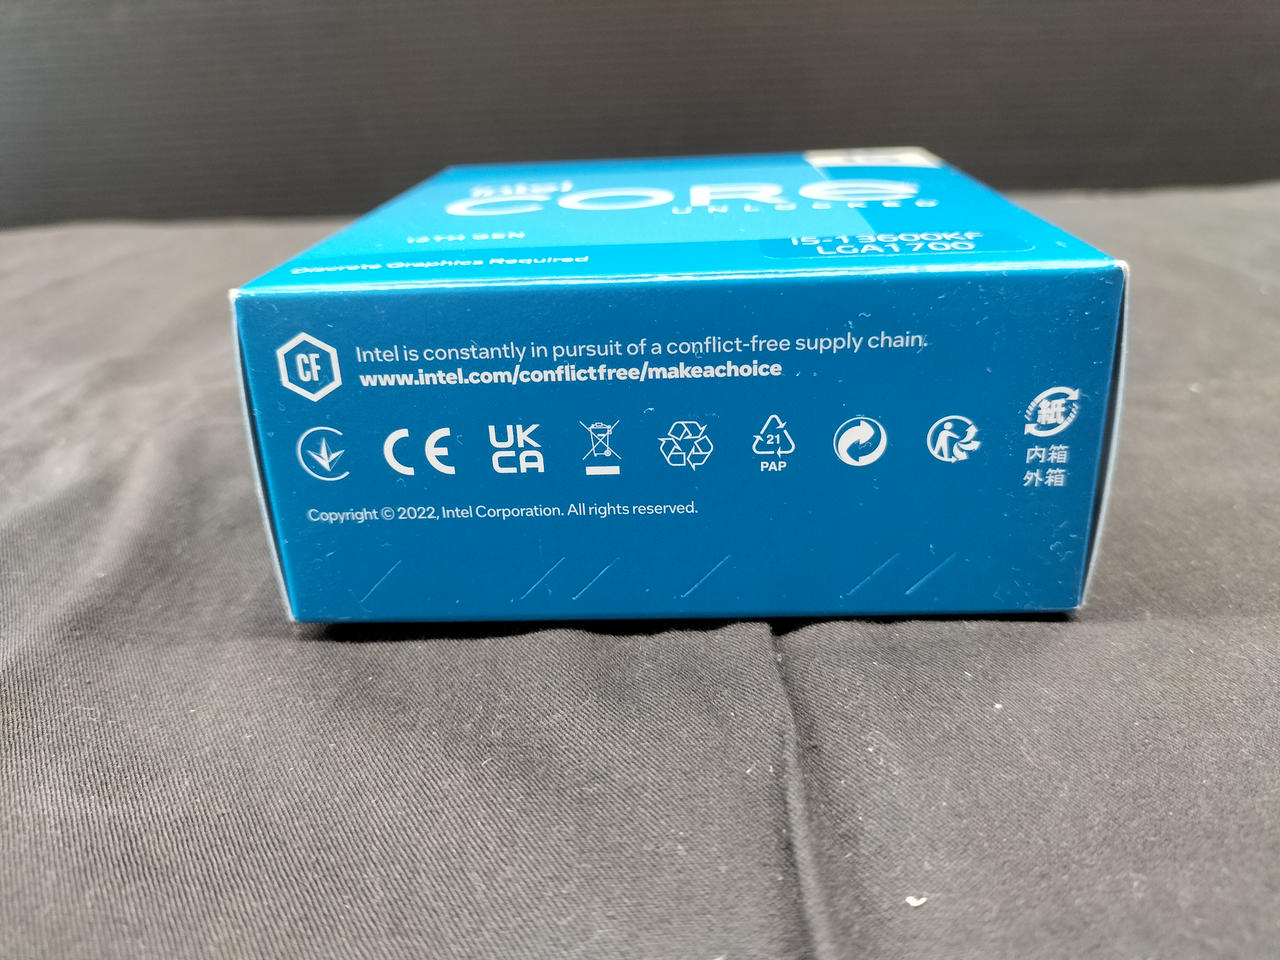 intel
CORE
UNLOCKED
13TH GEN
i5-13600KF
LGA1700
Discrete Graphics Required
CF
Intel is constantly in pursuit of a conflict-free supply chain.
www.intel.com/conflictfree/makeachoice
CE
UK
CA
21
PAP
紙
内箱
外箱
Copyright © 2022, Intel Corporation. All rights reserved.